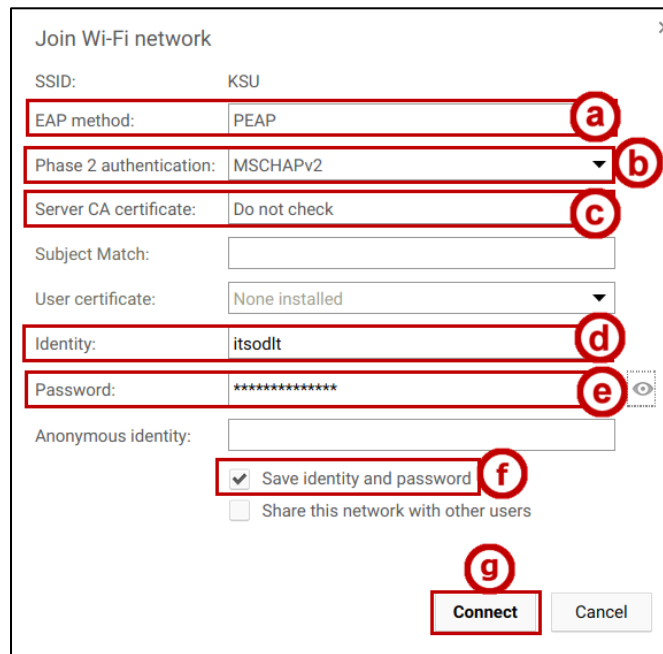 Join Wi-Fi network
SSID: KSU
EAP method: PEAP a
Phase 2 authentication: MSCHAPv2 b
Server CA certificate: Do not check c
Subject Match:
User certificate: None installed
Identity: itsodlt d
Password: ************** e
Anonymous identity:
Save identity and password f
Share this network with other users
g
Connect Cancel